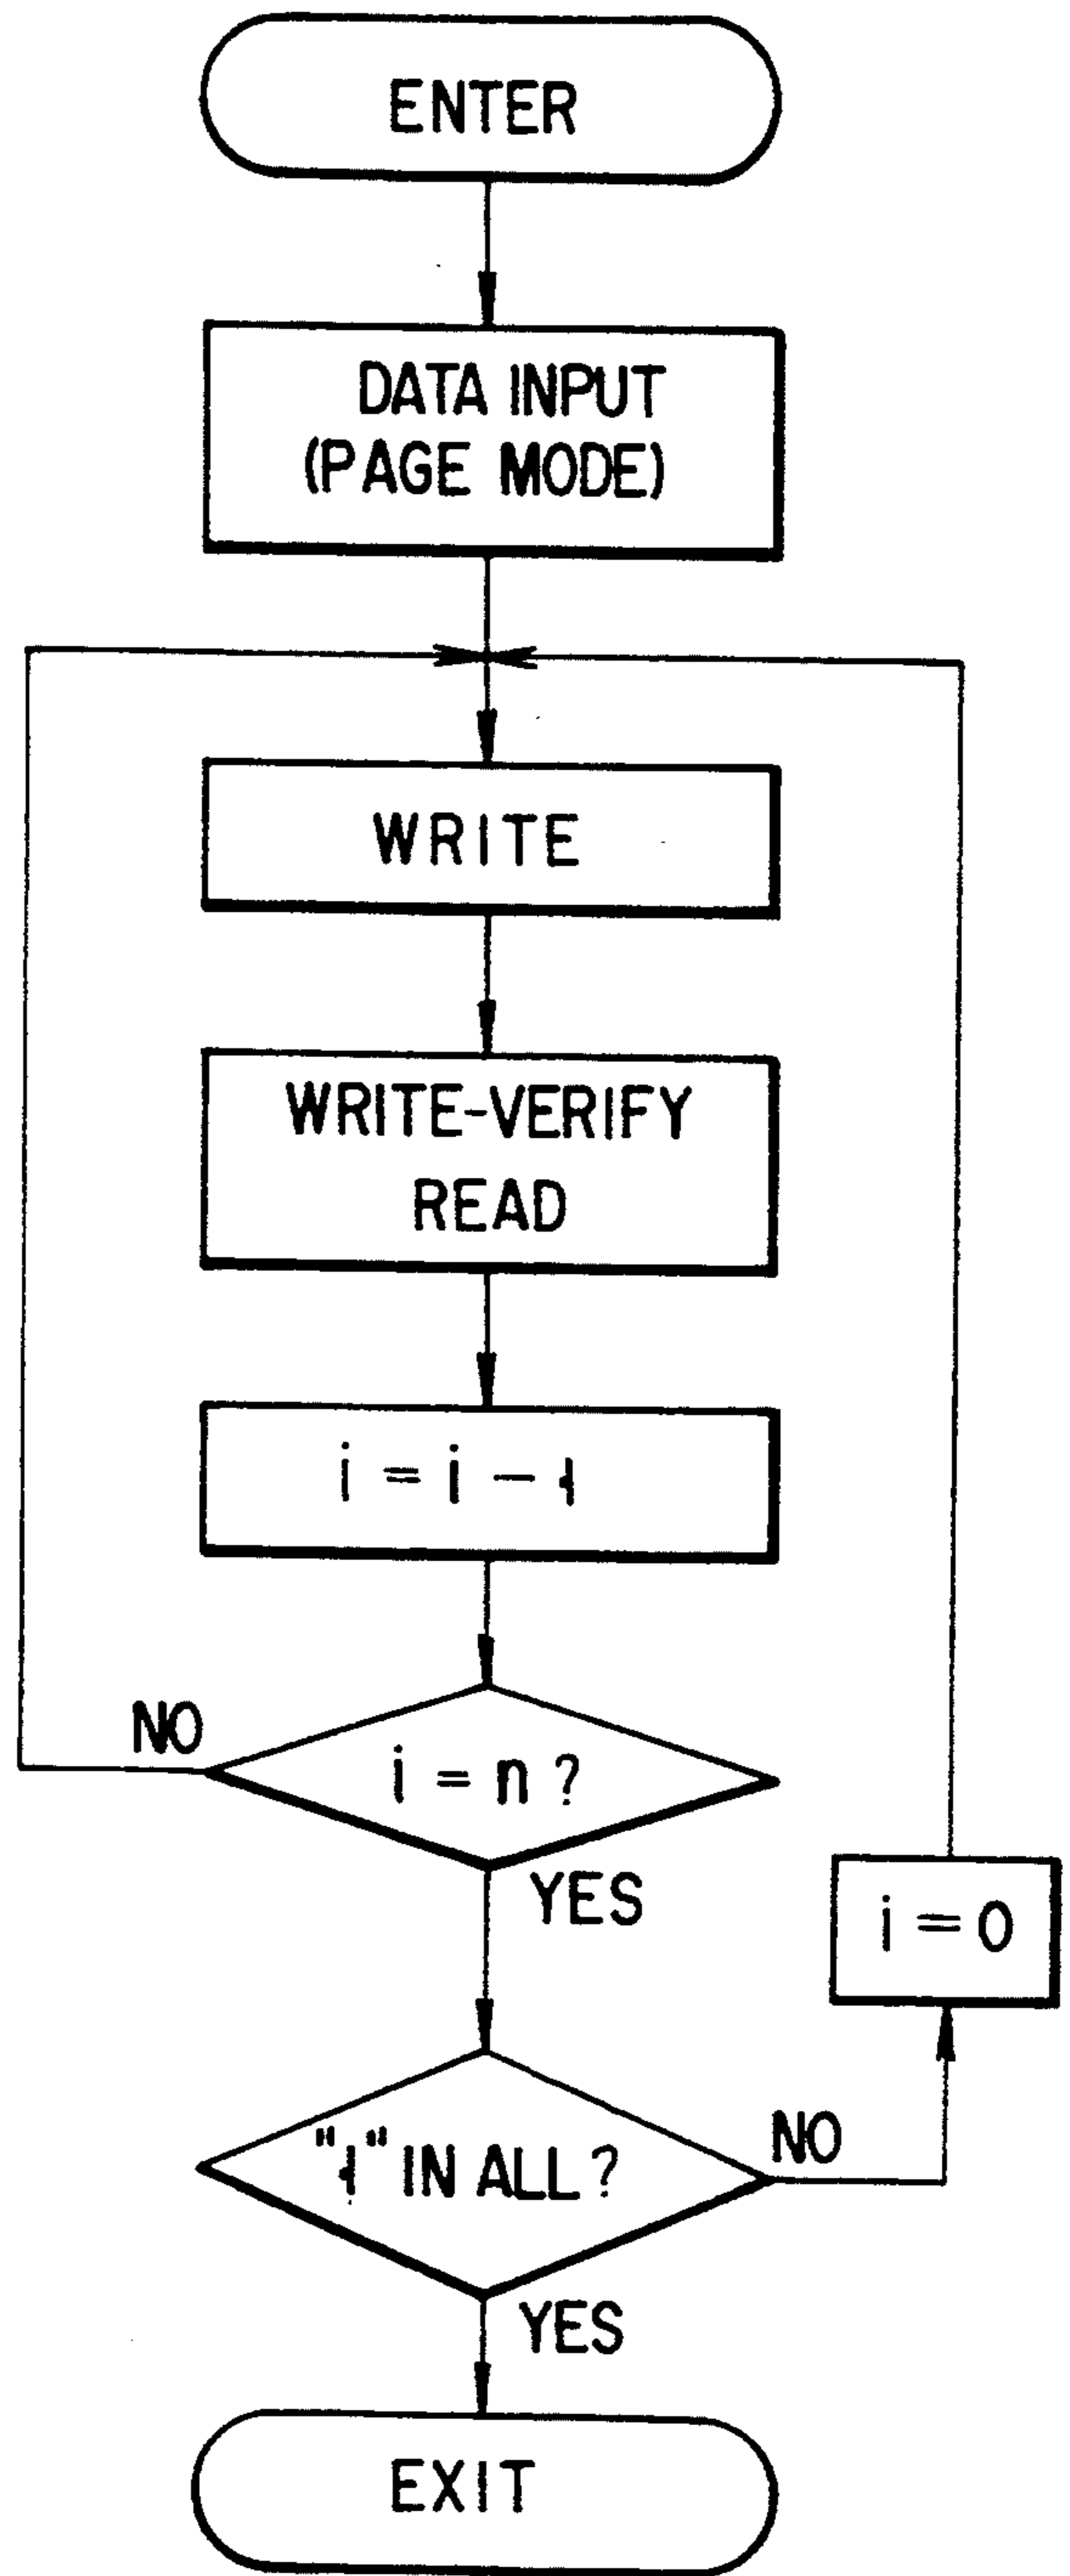 ENTER
DATA INPUT
(PAGE MODE)
WRITE
WRITE-VERIFY
READ
i = i - 1
NO
i = n ?
YES
i = 0
"1" IN ALL ?
NO
YES
EXIT